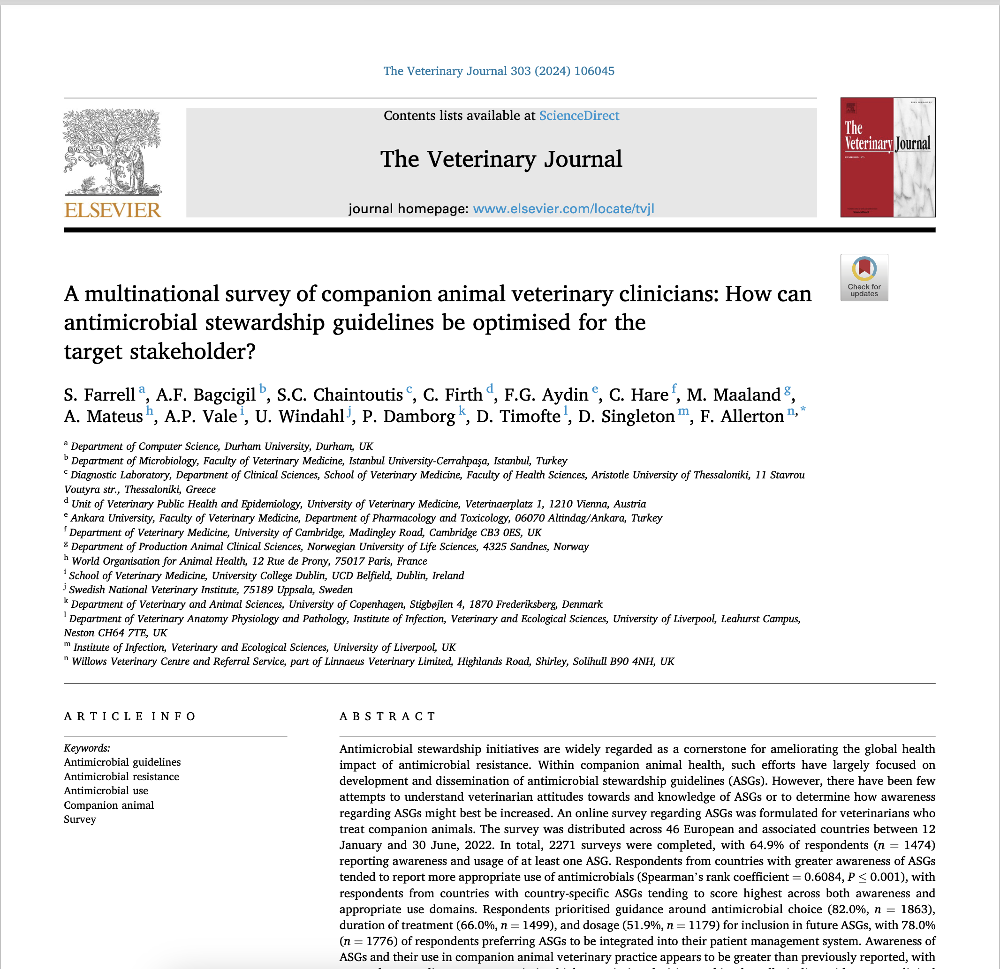 The Veterinary Journal 303 (2024) 106045
Contents lists available at ScienceDirect
The Veterinary Journal
journal homepage: www.elsevier.com/locate/tvjl
NON SOLUS
ELSEVIER
The
Veterinary Journal
ESTABLISHED 1875
ScienceDirect
Check for
updates
A multinational survey of companion animal veterinary clinicians: How can
antimicrobial stewardship guidelines be optimised for the
target stakeholder?
S. Farrell a, A.F. Bagcigil b, S.C. Chaintoutis c, C. Firth d, F.G. Aydin e, C. Hare f, M. Maaland g,
A. Mateus h, A.P. Vale i, U. Windahl j, P. Damborg k, D. Timofte l, D. Singleton m, F. Allerton n,*
a Department of Computer Science, Durham University, Durham, UK
b Department of Microbiology, Faculty of Veterinary Medicine, Istanbul University-Cerrahpaşa, Istanbul, Turkey
c Diagnostic Laboratory, Department of Clinical Sciences, School of Veterinary Medicine, Faculty of Health Sciences, Aristotle University of Thessaloniki, 11 Stavrou
Voutyra str., Thessaloniki, Greece
d Unit of Veterinary Public Health and Epidemiology, University of Veterinary Medicine, Veterinaerplatz 1, 1210 Vienna, Austria
e Ankara University, Faculty of Veterinary Medicine, Department of Pharmacology and Toxicology, 06070 Altindag/Ankara, Turkey
f Department of Veterinary Medicine, University of Cambridge, Madingley Road, Cambridge CB3 0ES, UK
g Department of Production Animal Clinical Sciences, Norwegian University of Life Sciences, 4325 Sandnes, Norway
h World Organisation for Animal Health, 12 Rue de Prony, 75017 Paris, France
i School of Veterinary Medicine, University College Dublin, UCD Belfield, Dublin, Ireland
j Swedish National Veterinary Institute, 75189 Uppsala, Sweden
k Department of Veterinary and Animal Sciences, University of Copenhagen, Stigbøjlen 4, 1870 Frederiksberg, Denmark
l Department of Veterinary Anatomy Physiology and Pathology, Institute of Infection, Veterinary and Ecological Sciences, University of Liverpool, Leahurst Campus,
Neston CH64 7TE, UK
m Institute of Infection, Veterinary and Ecological Sciences, University of Liverpool, UK
n Willows Veterinary Centre and Referral Service, part of Linnaeus Veterinary Limited, Highlands Road, Shirley, Solihull B90 4NH, UK
ARTICLE INFO
Keywords:
Antimicrobial guidelines
Antimicrobial resistance
Antimicrobial use
Companion animal
Survey
ABSTRACT
Antimicrobial stewardship initiatives are widely regarded as a cornerstone for ameliorating the global health
impact of antimicrobial resistance. Within companion animal health, such efforts have largely focused on
development and dissemination of antimicrobial stewardship guidelines (ASGs). However, there have been few
attempts to understand veterinarian attitudes towards and knowledge of ASGs or to determine how awareness
regarding ASGs might best be increased. An online survey regarding ASGs was formulated for veterinarians who
treat companion animals. The survey was distributed across 46 European and associated countries between 12
January and 30 June, 2022. In total, 2271 surveys were completed, with 64.9% of respondents (n = 1474)
reporting awareness and usage of at least one ASG. Respondents from countries with greater awareness of ASGs
tended to report more appropriate use of antimicrobials (Spearman’s rank coefficient = 0.6084, P ≤ 0.001), with
respondents from countries with country-specific ASGs tending to score highest across both awareness and
appropriate use domains. Respondents prioritised guidance around antimicrobial choice (82.0%, n = 1863),
duration of treatment (66.0%, n = 1499), and dosage (51.9%, n = 1179) for inclusion in future ASGs, with 78.0%
(n = 1776) of respondents preferring ASGs to be integrated into their patient management system. Awareness of
ASGs and their use in companion animal veterinary practice appears to be greater than previously reported, with